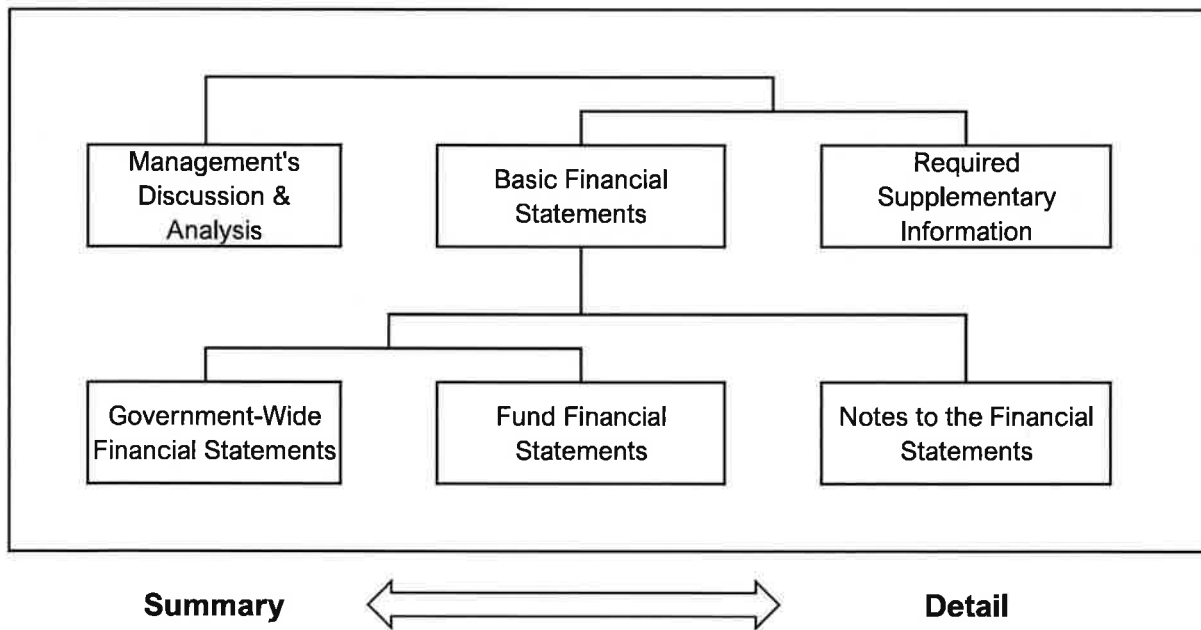 Management's
Discussion &
Analysis
Basic Financial
Statements
Required
Supplementary
Information
Government-Wide
Financial Statements
Fund Financial
Statements
Notes to the Financial
Statements
Summary
Detail